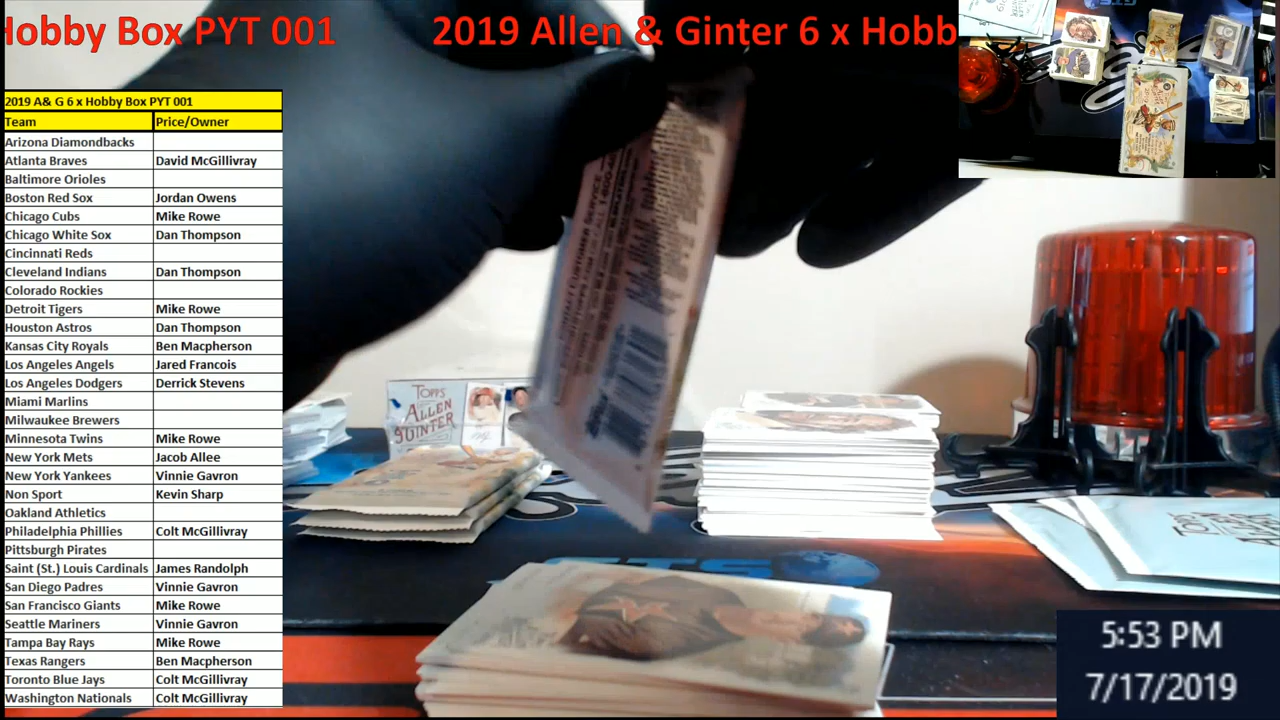 Hobby Box PYT 001 2019 Allen & Ginter 6 x Hobb
2019 A& G 6 x Hobby Box PYT 001
Team Price/Owner
Arizona Diamondbacks
Atlanta Braves David McGillivray
Baltimore Orioles
Boston Red Sox Jordan Owens
Chicago Cubs Mike Rowe
Chicago White Sox Dan Thompson
Cincinnati Reds
Cleveland Indians Dan Thompson
Colorado Rockies
Detroit Tigers Mike Rowe
Houston Astros Dan Thompson
Kansas City Royals Ben Macpherson
Los Angeles Angels Jared Francois
Los Angeles Dodgers Derrick Stevens
Miami Marlins
Milwaukee Brewers
Minnesota Twins Mike Rowe
New York Mets Jacob Allee
New York Yankees Vinnie Gavron
Non Sport Kevin Sharp
Oakland Athletics
Philadelphia Phillies Colt McGillivray
Pittsburgh Pirates
Saint (St.) Louis Cardinals James Randolph
San Diego Padres Vinnie Gavron
San Francisco Giants Mike Rowe
Seattle Mariners Vinnie Gavron
Tampa Bay Rays Mike Rowe
Texas Rangers Ben Macpherson
Toronto Blue Jays Colt McGillivray
Washington Nationals Colt McGillivray
TOPPS
ALLEN
GINTER
GTS
5:53 PM
7/17/2019